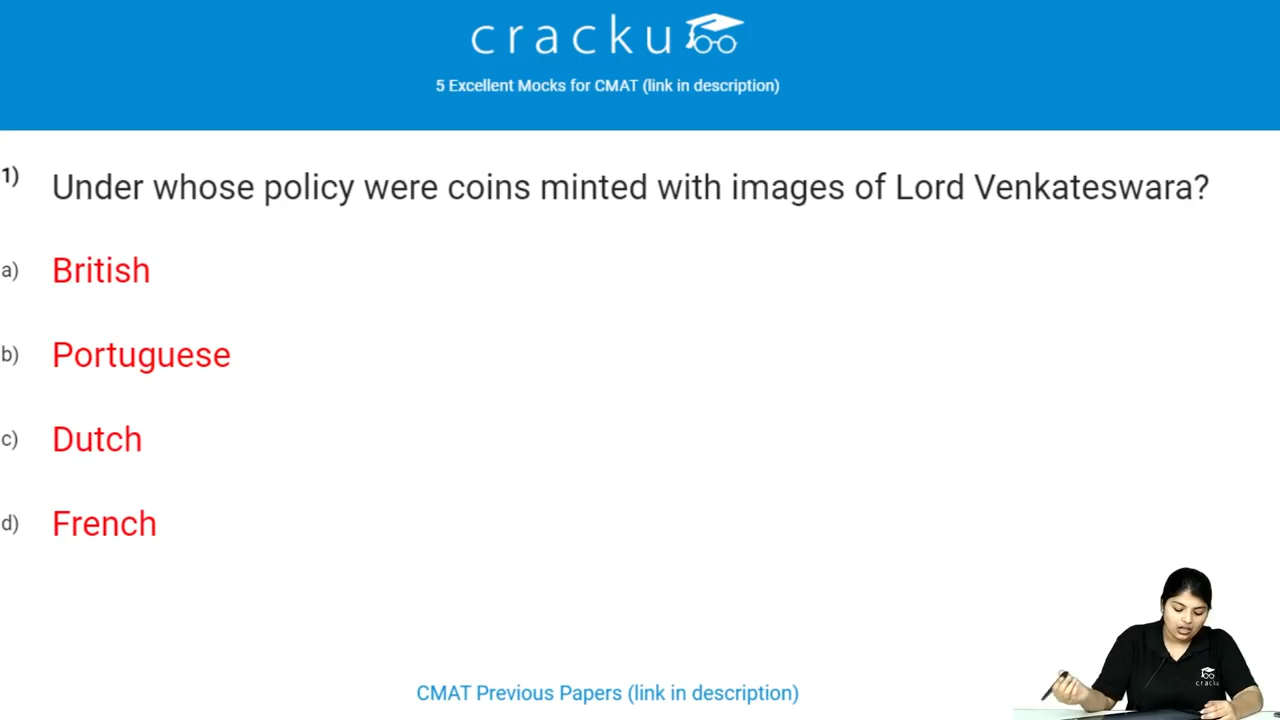 cracku
5 Excellent Mocks for CMAT (link in description)
1) Under whose policy were coins minted with images of Lord Venkateswara?
a) British
b) Portuguese
c) Dutch
d) French
cracku
CMAT Previous Papers (link in description)